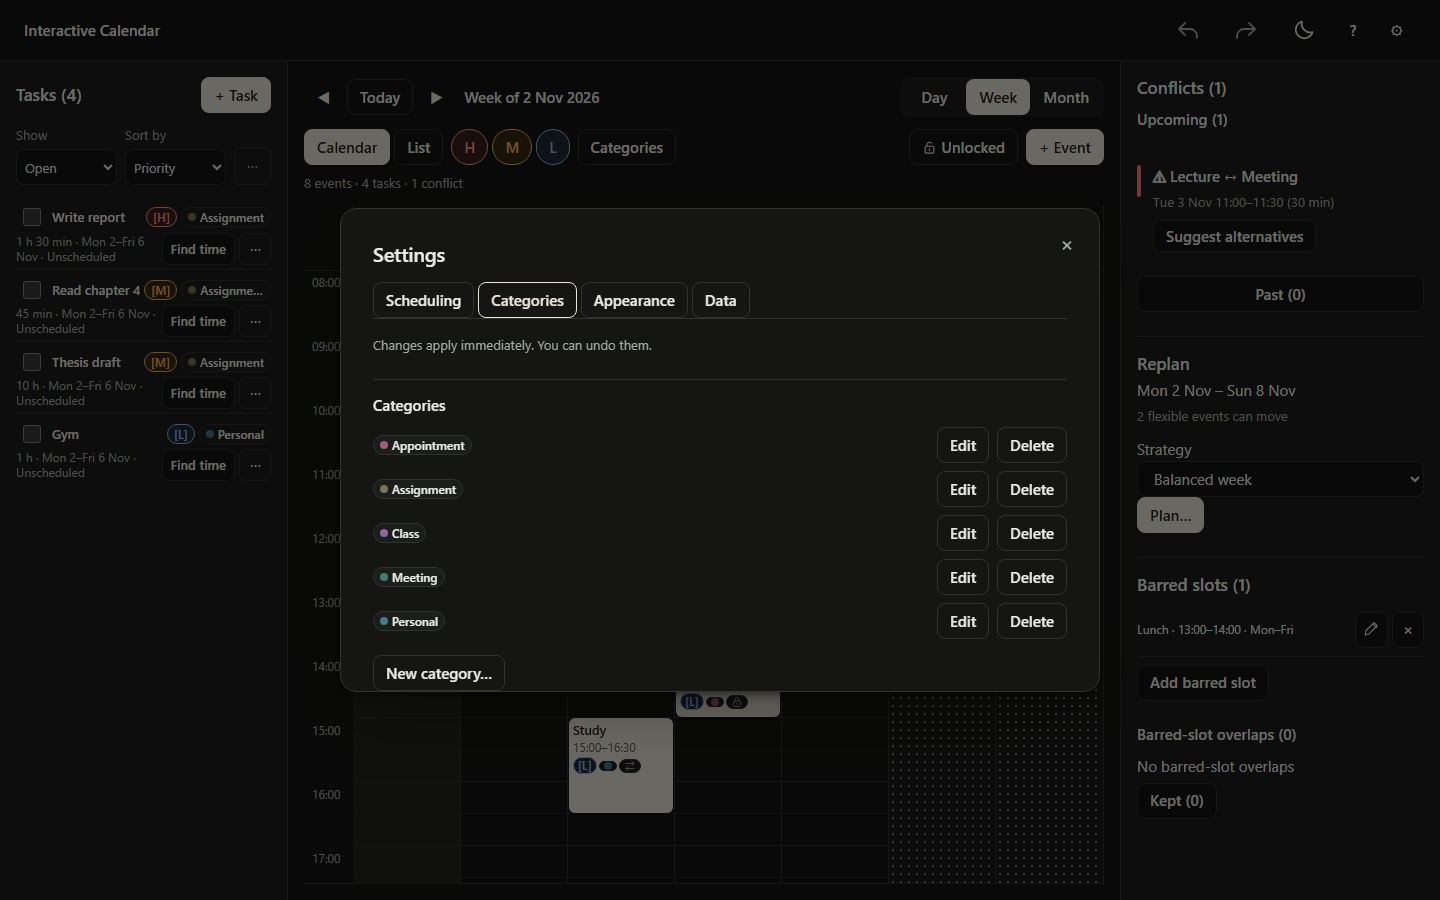 Interactive Calendar
?
Tasks (4)
+ Task
Show
Sort by
Open
Priority
...
Write report
[H]
Assignment
1 h 30 min · Mon 2–Fri 6
Nov · Unscheduled
Find time
...
Read chapter 4
[M]
Assignme...
45 min · Mon 2–Fri 6 Nov ·
Unscheduled
Find time
...
Thesis draft
[M]
Assignment
10 h · Mon 2–Fri 6 Nov ·
Unscheduled
Find time
...
Gym
[L]
Personal
1 h · Mon 2–Fri 6 Nov ·
Unscheduled
Find time
...
◀ Today ▶ Week of 2 Nov 2026
Day Week Month
Calendar List H M L Categories
Unlocked + Event
8 events · 4 tasks · 1 conflict
08:00
09:00
10:00
11:00
12:00
13:00
14:00
15:00
16:00
17:00
[L]
Study
15:00–16:30
[L]
Settings
×
Scheduling Categories Appearance Data
Changes apply immediately. You can undo them.
Categories
Appointment Edit Delete
Assignment Edit Delete
Class Edit Delete
Meeting Edit Delete
Personal Edit Delete
New category...
Conflicts (1)
Upcoming (1)
⚠ Lecture ↔ Meeting
Tue 3 Nov 11:00–11:30 (30 min)
Suggest alternatives
Past (0)
Replan
Mon 2 Nov – Sun 8 Nov
2 flexible events can move
Strategy
Balanced week
Plan...
Barred slots (1)
Lunch · 13:00–14:00 · Mon–Fri
×
Add barred slot
Barred-slot overlaps (0)
No barred-slot overlaps
Kept (0)